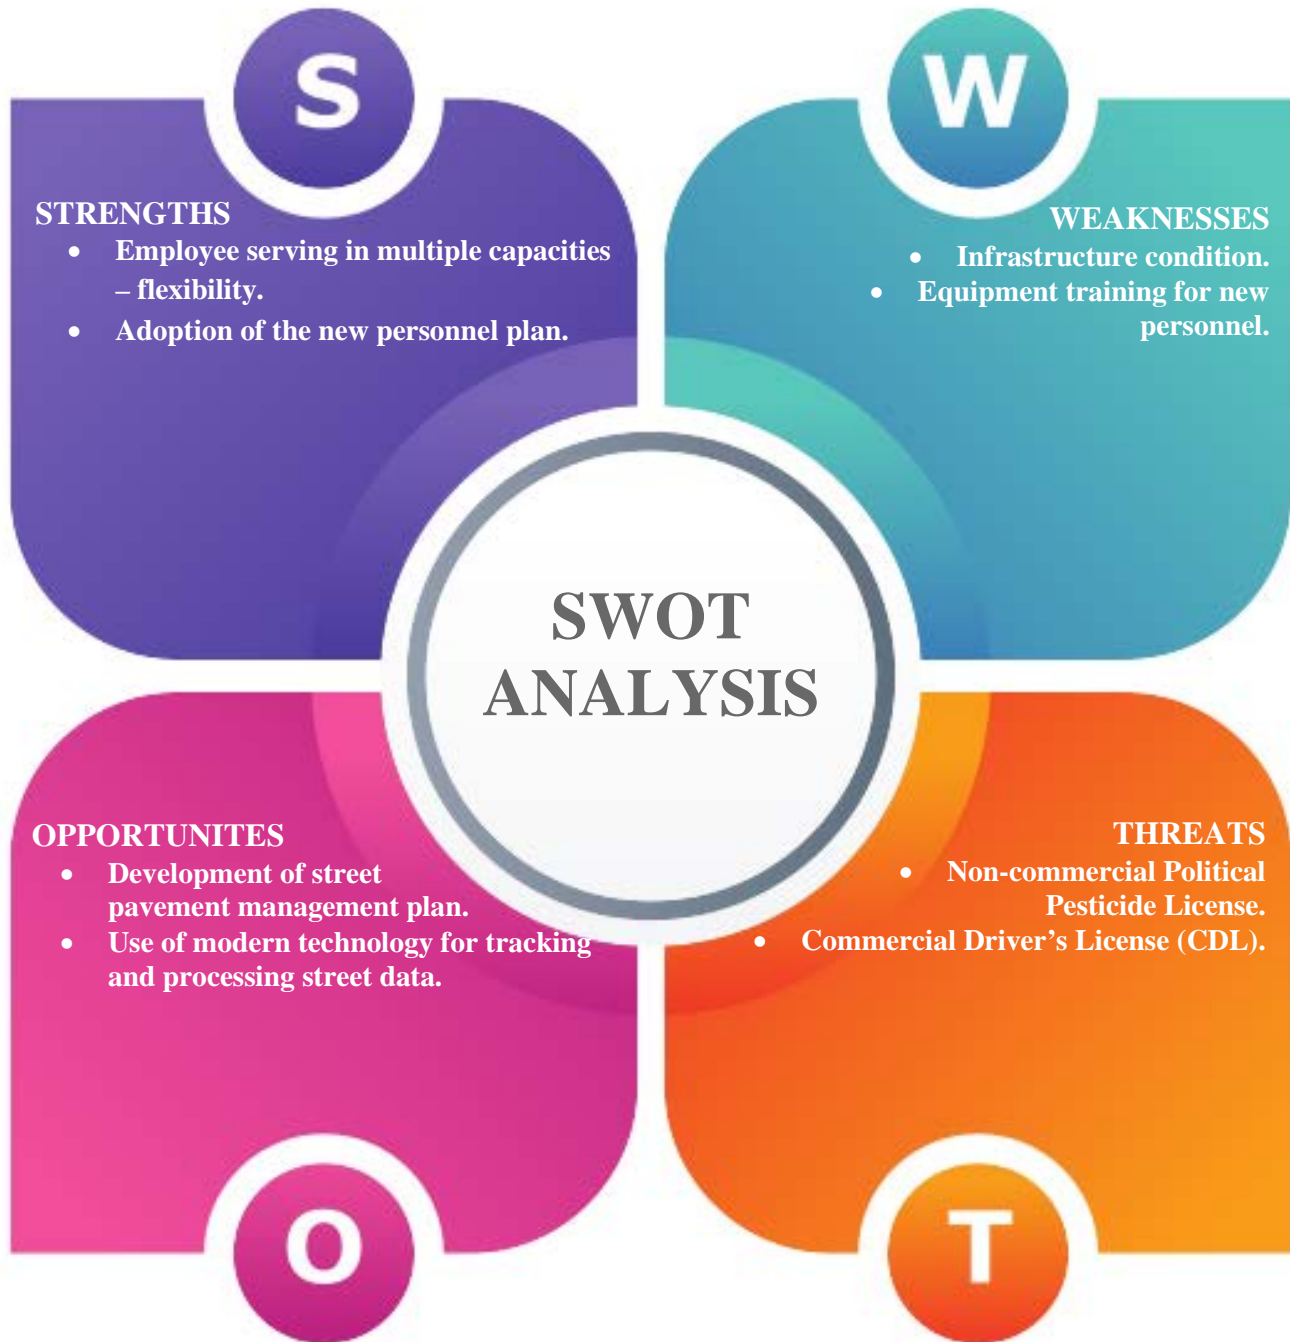 S
STRENGTHS
• Employee serving in multiple capacities
– flexibility.
• Adoption of the new personnel plan.
W
WEAKNESSES
• Infrastructure condition.
• Equipment training for new
personnel.
SWOT
ANALYSIS
OPPORTUNITES
• Development of street
pavement management plan.
• Use of modern technology for tracking
and processing street data.
O
THREATS
• Non-commercial Political
Pesticide License.
• Commercial Driver’s License (CDL).
T